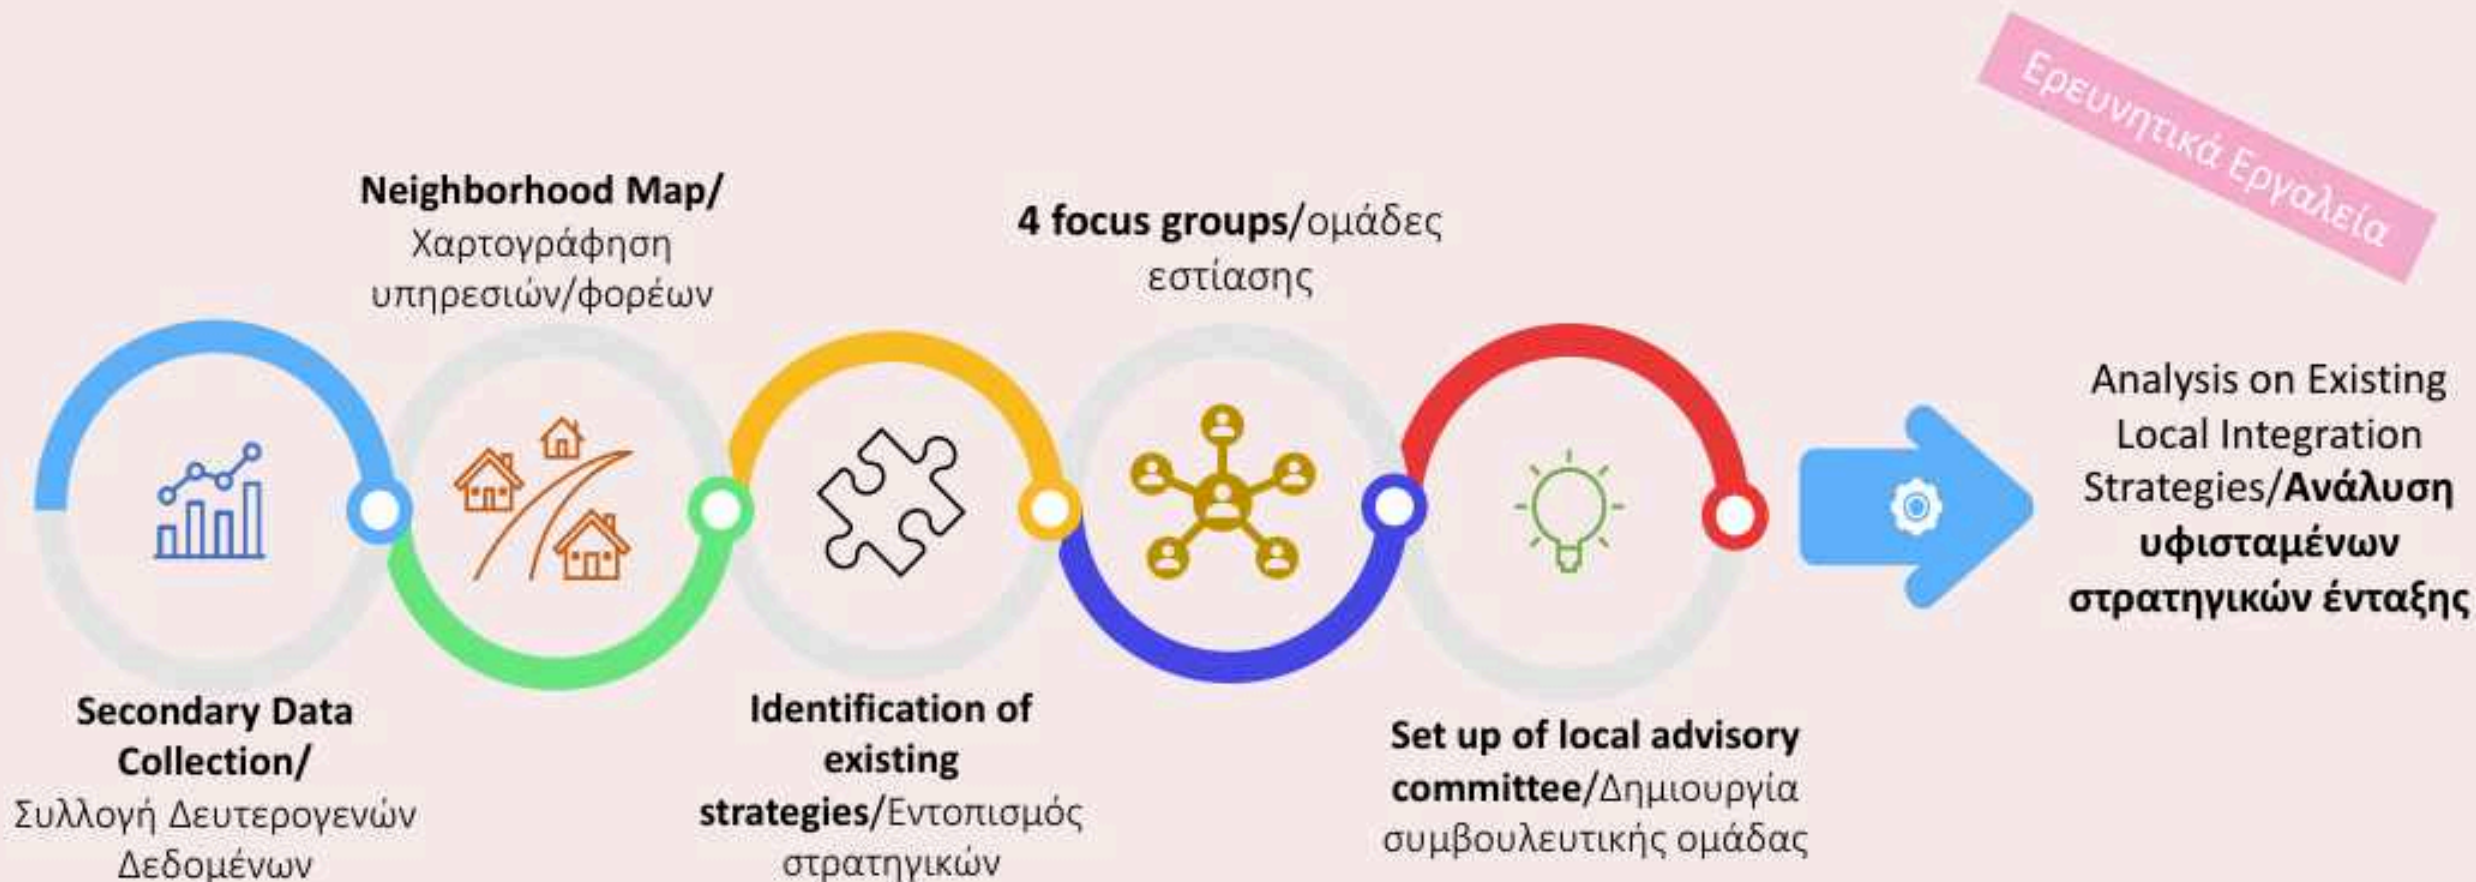 Ερευνητικά Εργαλεία
Neighborhood Map/
Χαρτογράφηση
υπηρεσιών/φορέων
4 focus groups/ομάδες
εστίασης
Secondary Data
Collection/
Συλλογή Δευτερογενών
Δεδομένων
Identification of
existing
strategies/Εντοπισμός
στρατηγικών
Set up of local advisory
committee/Δημιουργία
συμβουλευτικής ομάδας
Analysis on Existing
Local Integration
Strategies/Ανάλυση
υφισταμένων
στρατηγικών ένταξης